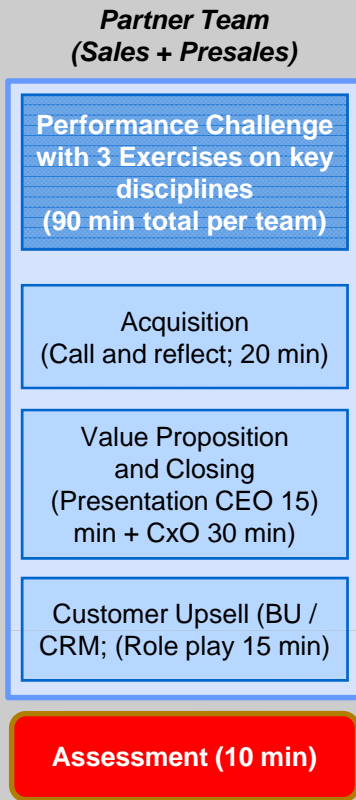 Partner Team
(Sales + Presales)
Performance Challenge
with 3 Exercises on key
disciplines
(90 min total per team)
Acquisition
(Call and reflect; 20 min)
Value Proposition
and Closing
(Presentation CEO 15)
min + CxO 30 min)
Customer Upsell (BU /
CRM; (Role play 15 min)
Assessment (10 min)